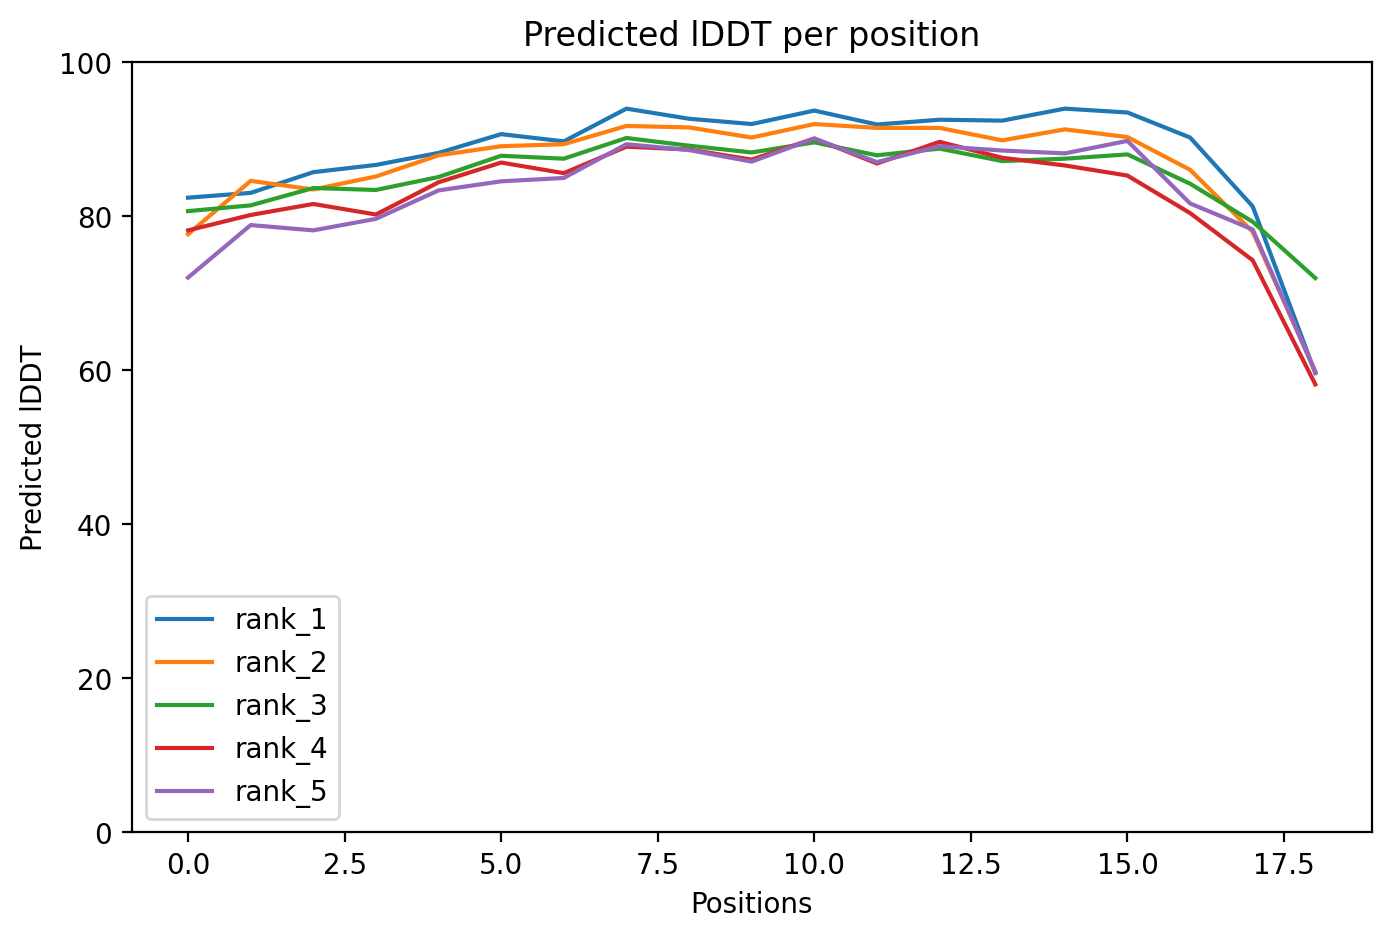 Predicted lDDT per position
100
80
60
40
20
0
Predicted lDDT
rank_1
rank_2
rank_3
rank_4
rank_5
0.0 2.5 5.0 7.5 10.0 12.5 15.0 17.5
Positions